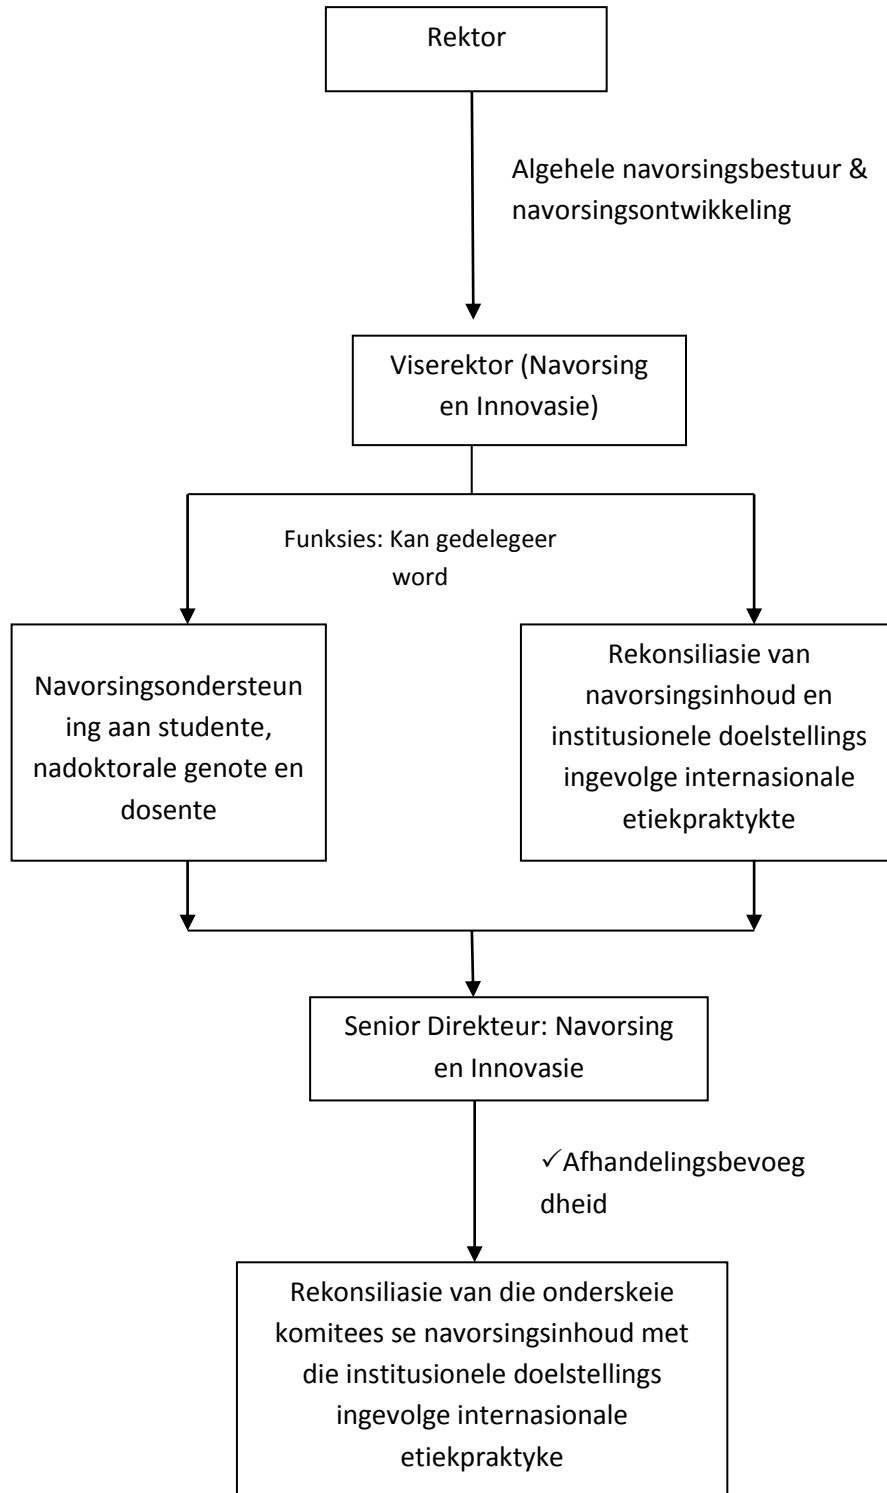 Rektor
Algehele navorsingsbestuur &
navorsingsontwikkeling
Viserektor (Navorsing
en Innovasie)
Funksies: Kan gedelegeer
word
Navorsingsondersteun
ing aan studente,
nadoktorale genote en
dosente
Rekonsiliasie van
navorsingsinhoud en
institusionele doelstellings
ingevolge internasionale
etiekpraktykte
Senior Direkteur: Navorsing
en Innovasie
✓Afhandelingsbevoeg
dheid
Rekonsiliasie van die onderskeie
komitees se navorsingsinhoud met
die institusionele doelstellings
ingevolge internasionale
etiekpraktyke